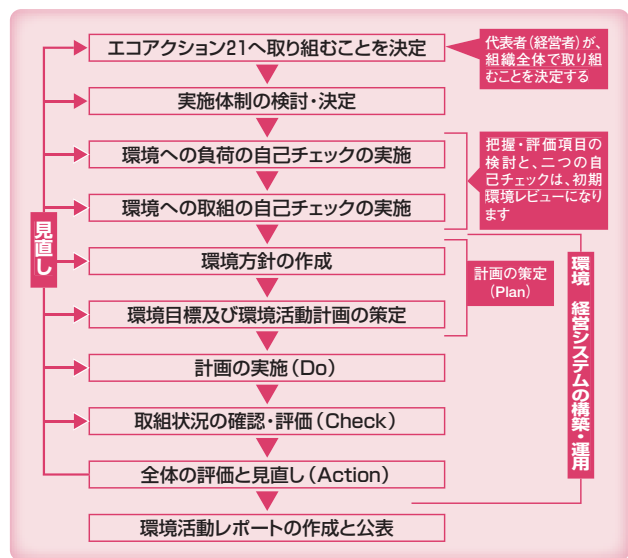 エコアクション21へ取り組むことを決定
代表者(経営者)が、
組織全体で取り組
むことを決定する
実施体制の検討・決定
環境への負荷の自己チェックの実施
把握・評価項目の
検討と、二つの自
己チェックは、初期
環境レビューになり
ます
環境への取組の自己チェックの実施
見直し
環境方針の作成
計画の策定
(Plan)
環境目標及び環境活動計画の策定
環境 経営システムの構築・運用
計画の実施(Do)
取組状況の確認・評価(Check)
全体の評価と見直し(Action)
環境活動レポートの作成と公表